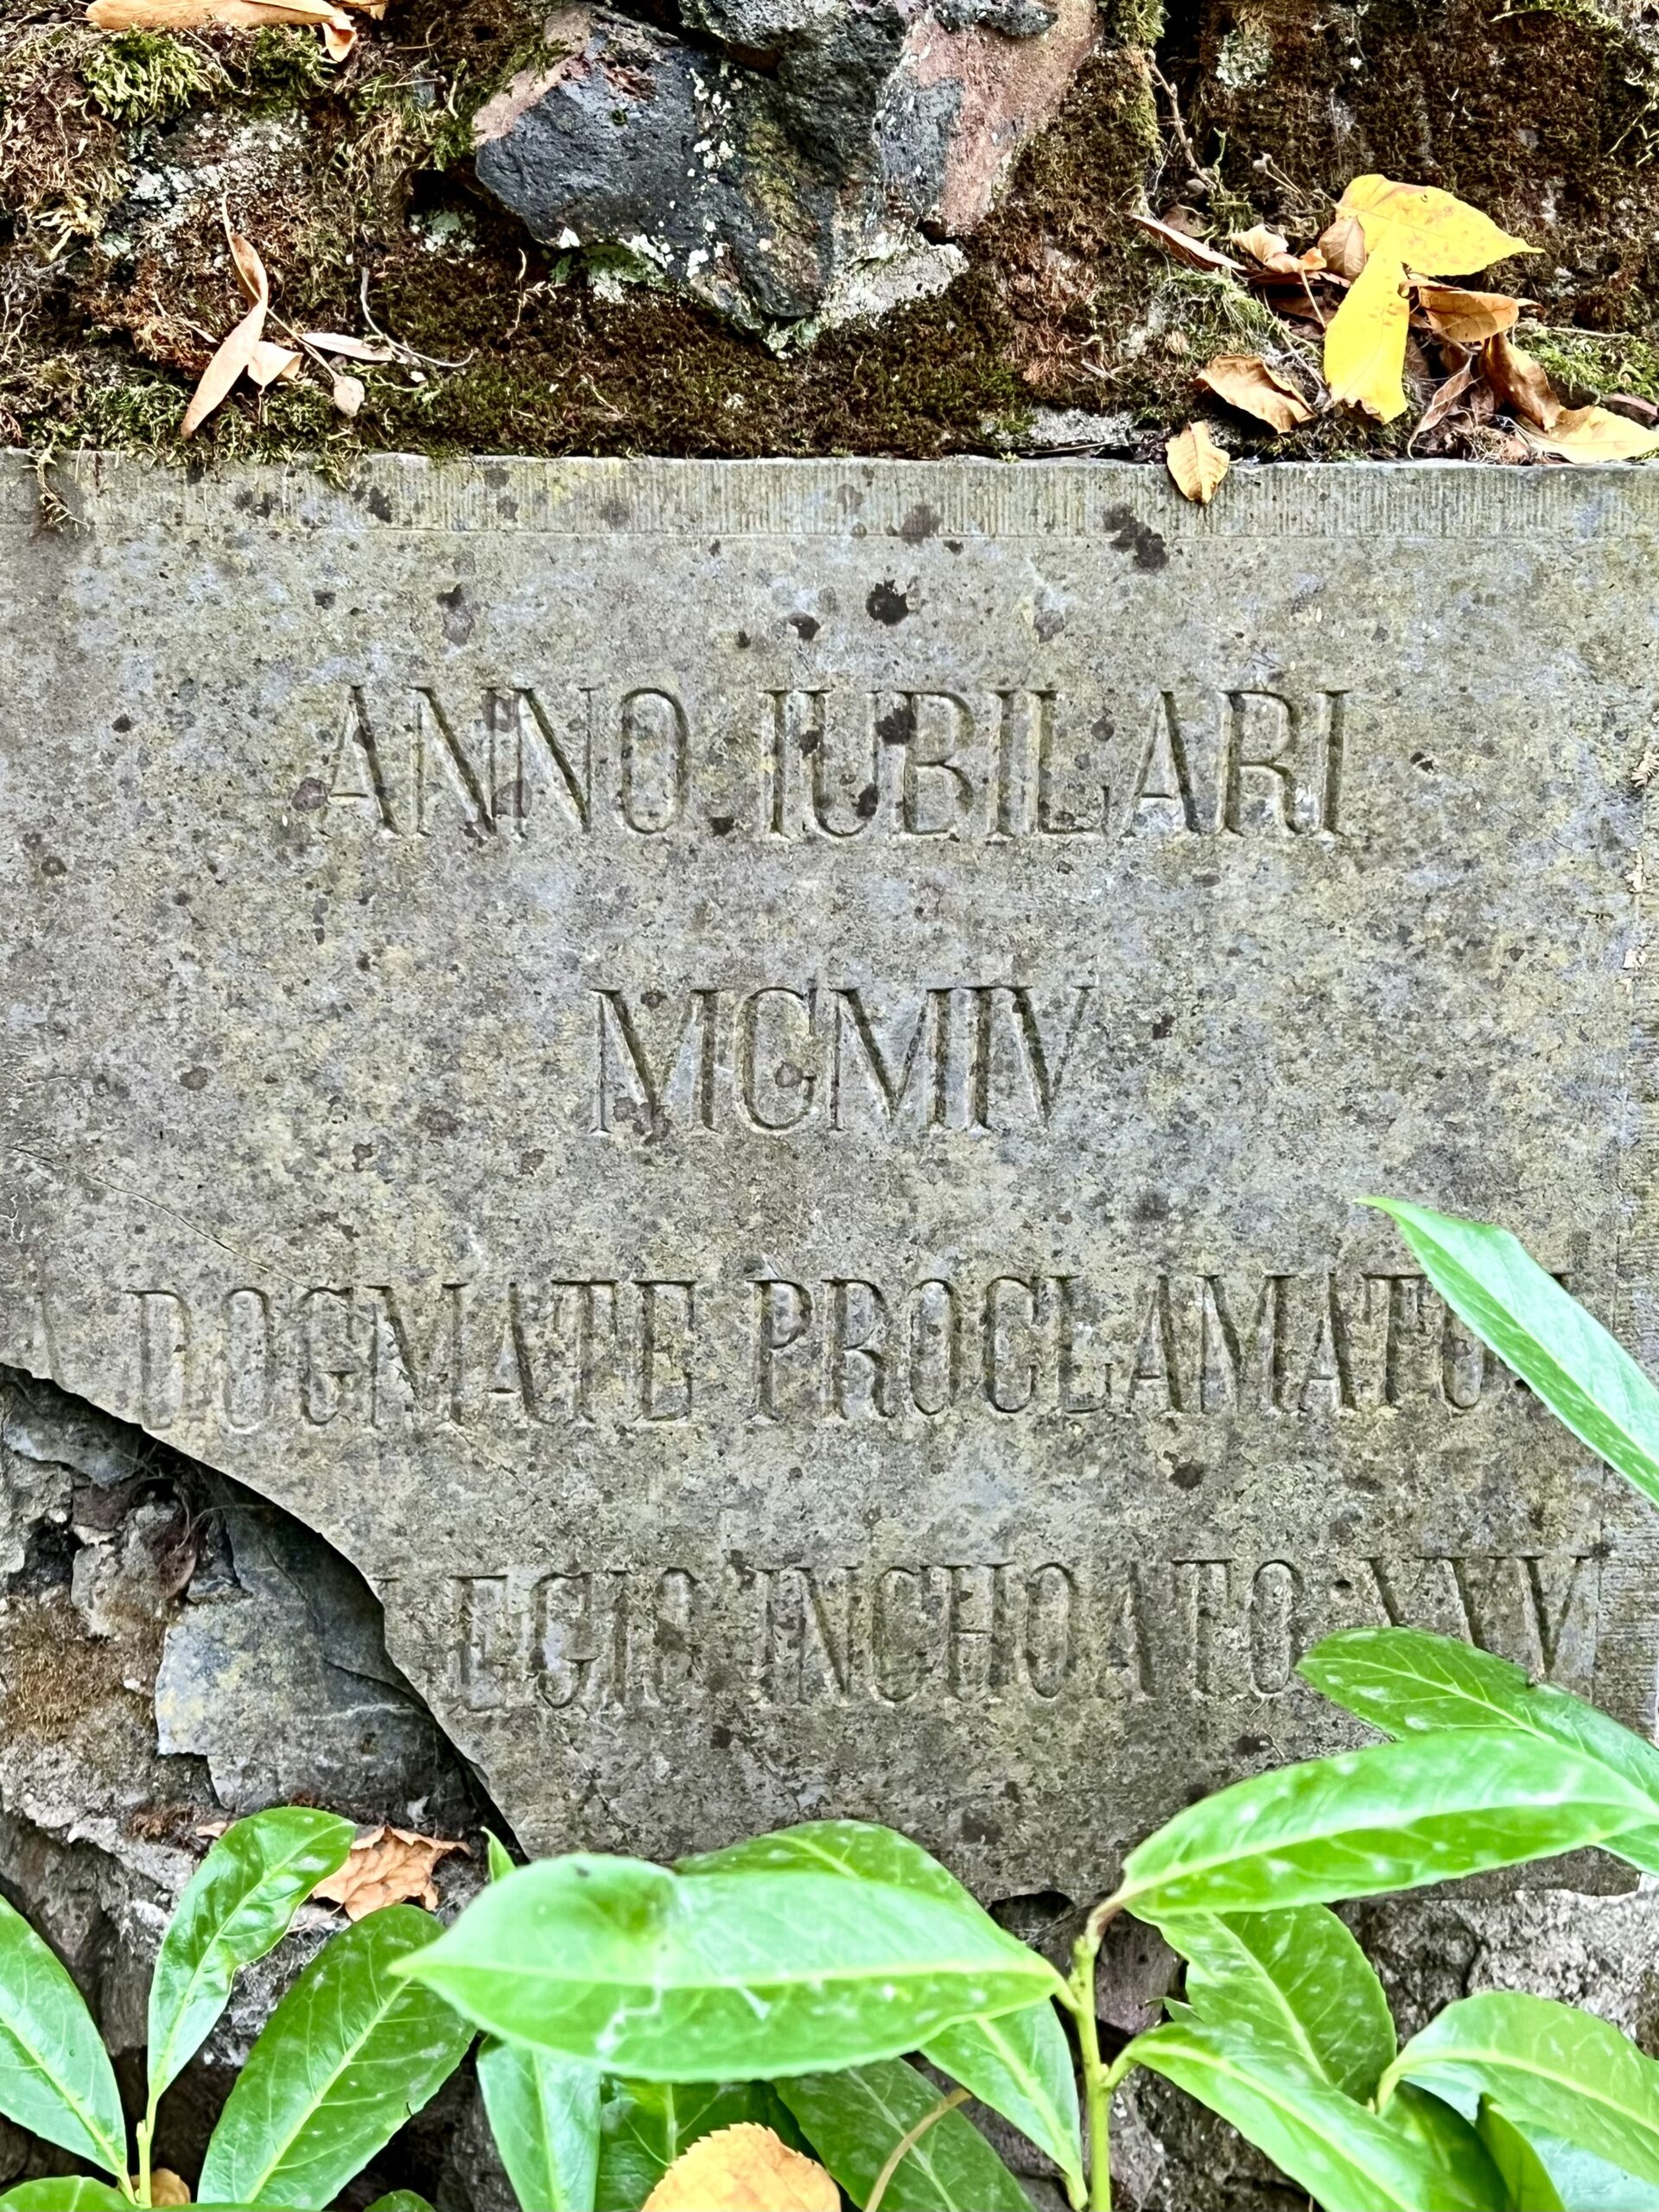 ANNO IUBILARI
MCMIV
DOGMATE PROCLAMATO
INCHOATO